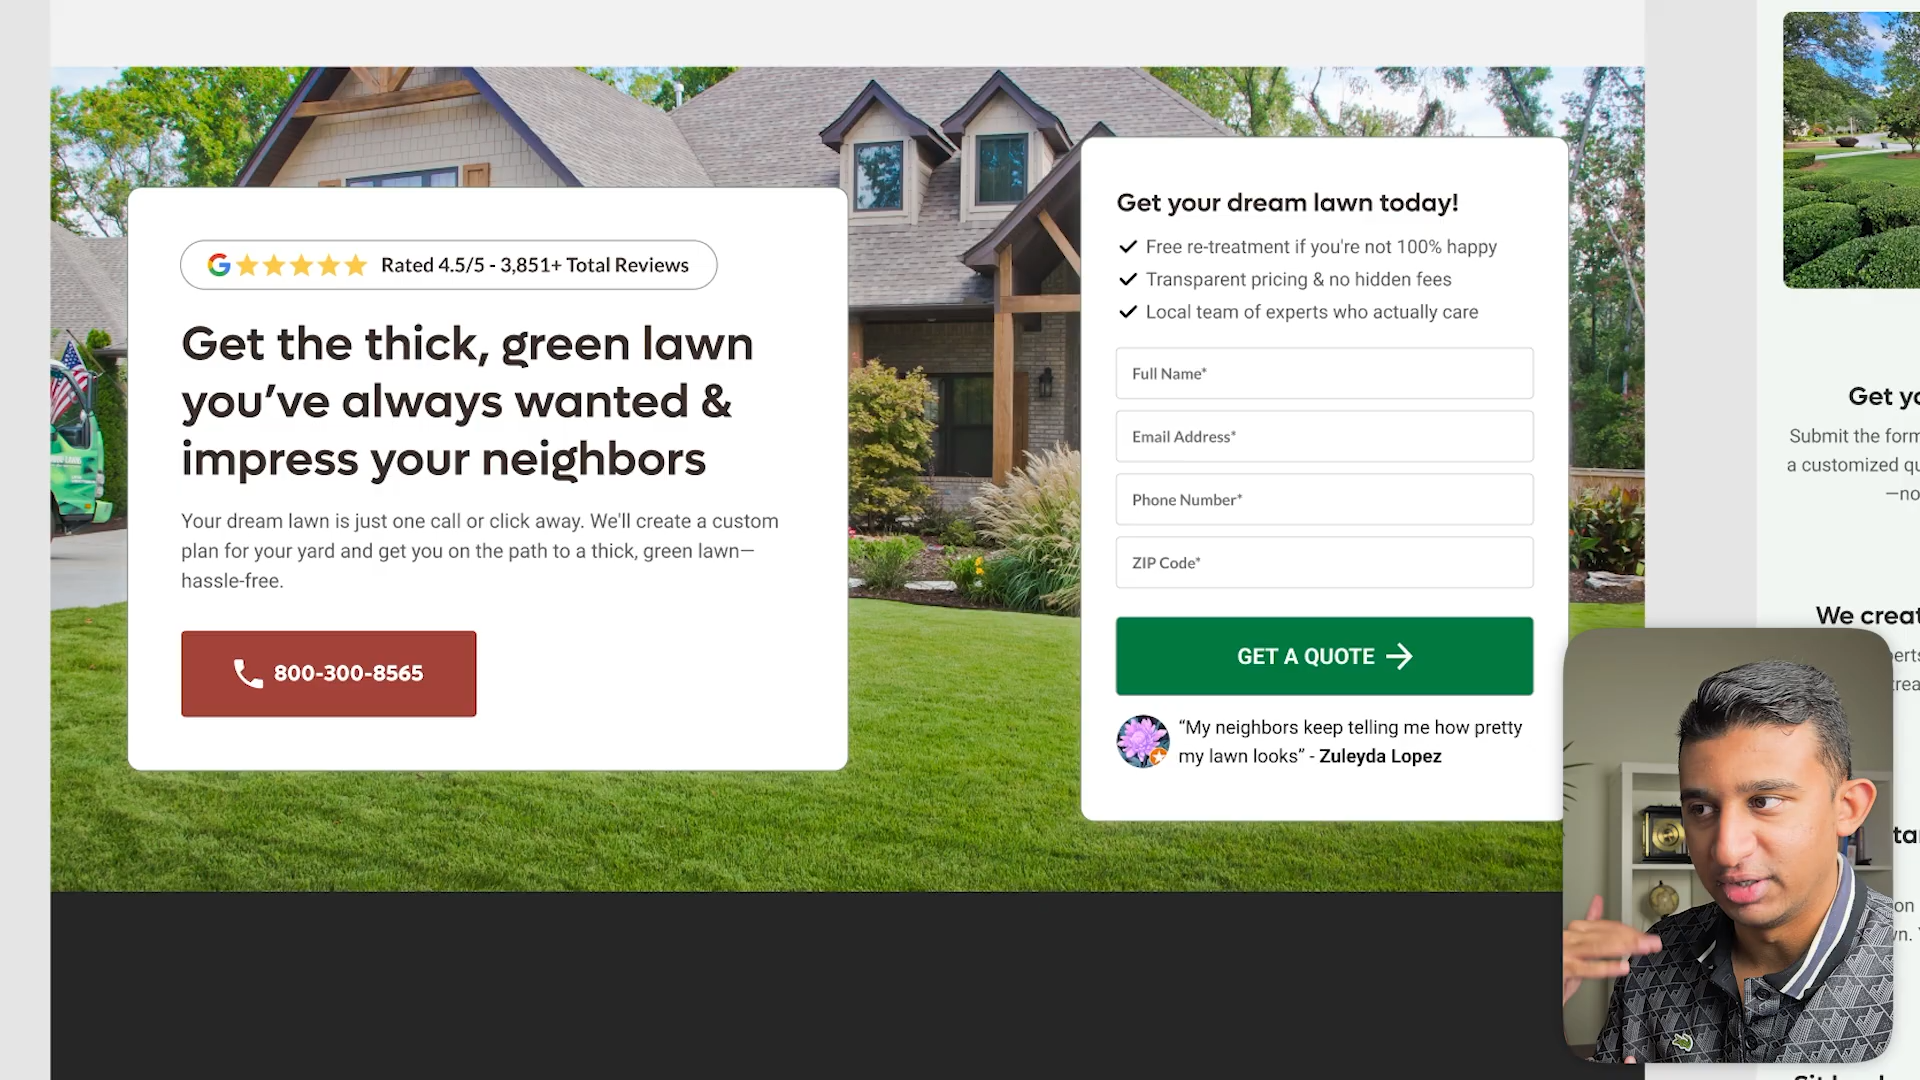 Rated 4.5/5 - 3,851+ Total Reviews
Get the thick, green lawn
you’ve always wanted &
impress your neighbors
Your dream lawn is just one call or click away. We'll create a custom
plan for your yard and get you on the path to a thick, green lawn—
hassle-free.
800-300-8565
Get your dream lawn today!
Free re-treatment if you're not 100% happy
Transparent pricing & no hidden fees
Local team of experts who actually care
Full Name*
Email Address*
Phone Number*
ZIP Code*
GET A QUOTE
“My neighbors keep telling me how pretty
my lawn looks” - Zuleyda Lopez
Get
Submit the form
a customized
We